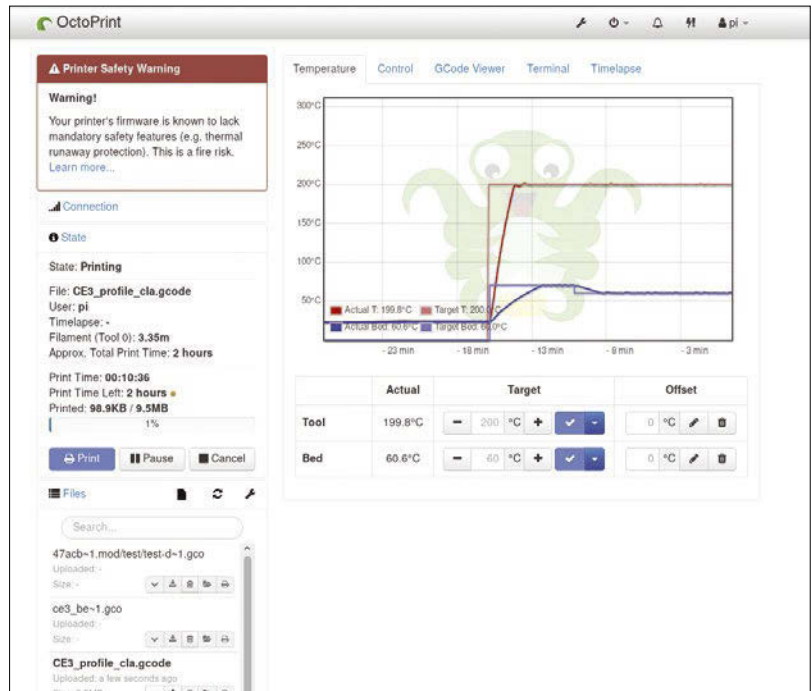 OctoPrint
pi
Printer Safety Warning
Warning!
Your printer's firmware is known to lack
mandatory safety features (e.g. thermal
runaway protection). This is a fire risk.
Learn more...
Connection
State
State: Printing
File: CE3_profile_cla.gcode
User: pi
Timelapse: -
Filament (Tool 0): 3.35m
Approx. Total Print Time: 2 hours
Print Time: 00:10:36
Print Time Left: 2 hours
Printed: 98.9KB / 9.5MB
1%
Print Pause Cancel
Files
Search...
47acb~1.mod/test/test-d~1.gco
Uploaded: -
Size: -
ce3_be~1.gco
Uploaded: -
Size: -
CE3_profile_cla.gcode
Uploaded: a few seconds ago
Temperature Control GCode Viewer Terminal Timelapse
300°C
250°C
200°C
150°C
50°C
Actual T: 199.8°C Target T: 200.0°C
Actual Bed: 60.6°C Target Bed: 60.0°C
- 23 min - 18 min - 13 min - 8 min - 3 min
Actual Target Offset
Tool 199.8°C 200 °C 0 °C
Bed 60.6°C 60 °C 0 °C